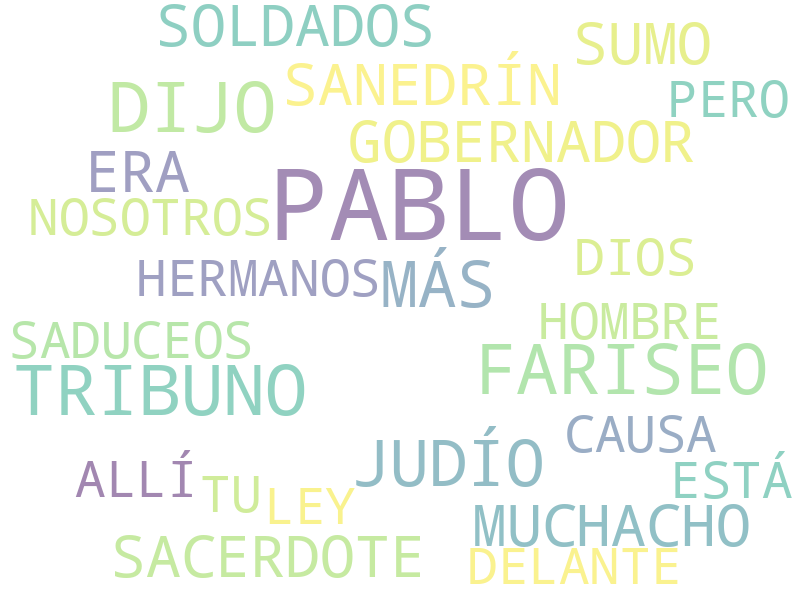 SOLDADOS
SUMO
SANEDRÍN
PERO
DIJO
GOBERNADOR
ERA
PABLO
NOSOTROS
DIOS
HERMANOS
MÁS
HOMBRE
SADUCEOS
TRIBUNO
FARISEO
CAUSA
JUDÍO
ALLÍ
ESTÁ
TU
LEY
MUCHACHO
SACERDOTE
DELANTE